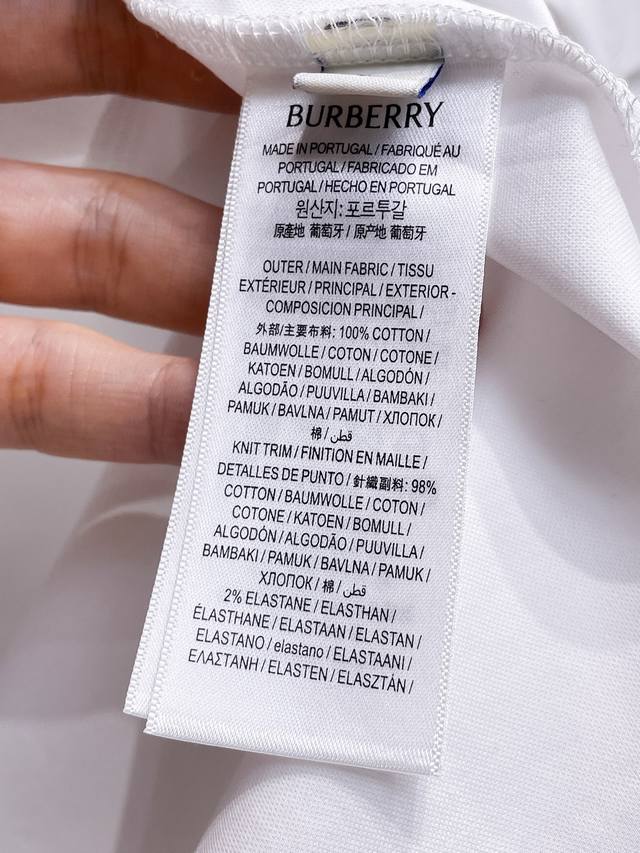 BURBERRY
MADE IN PORTUGAL / FABRIQUÉ AU
PORTUGAL / FABRICADO EM
PORTUGAL / HECHO EN PORTUGAL
원산지: 포르투갈
原產地 葡萄牙 / 原产地 葡萄牙
OUTER / MAIN FABRIC / TISSU
EXTÉRIEUR / PRINCIPAL / EXTERIOR -
COMPOSICION PRINCIPAL /
外部/主要布料: 100% COTTON /
BAUMWOLLE / COTON / COTONE /
KATOEN / BOMULL / ALGODÓN /
ALGODÃO / PUUVILLA / BAMBAKI /
PAMUK / BAVLNA / PAMUT / ХЛОПОК /
棉 / قطن /
KNIT TRIM / FINITION EN MAILLE /
DETALLES DE PUNTO / 針織副料: 98%
COTTON / BAUMWOLLE / COTON /
COTONE / KATOEN / BOMULL /
ALGODÓN / ALGODÃO / PUUVILLA /
BAMBAKI / PAMUK / BAVLNA / PAMUK /
ХЛОПОК / 棉 / قطن /
2% ELASTANE / ELASTHAN /
ÉLASTHANE / ELASTAAN / ELASTAN /
ELASTANO / elastano / ELASTAANI /
ΕΛΑΣΤΑΝΗ / ELASTEN / ELASZTÁN /